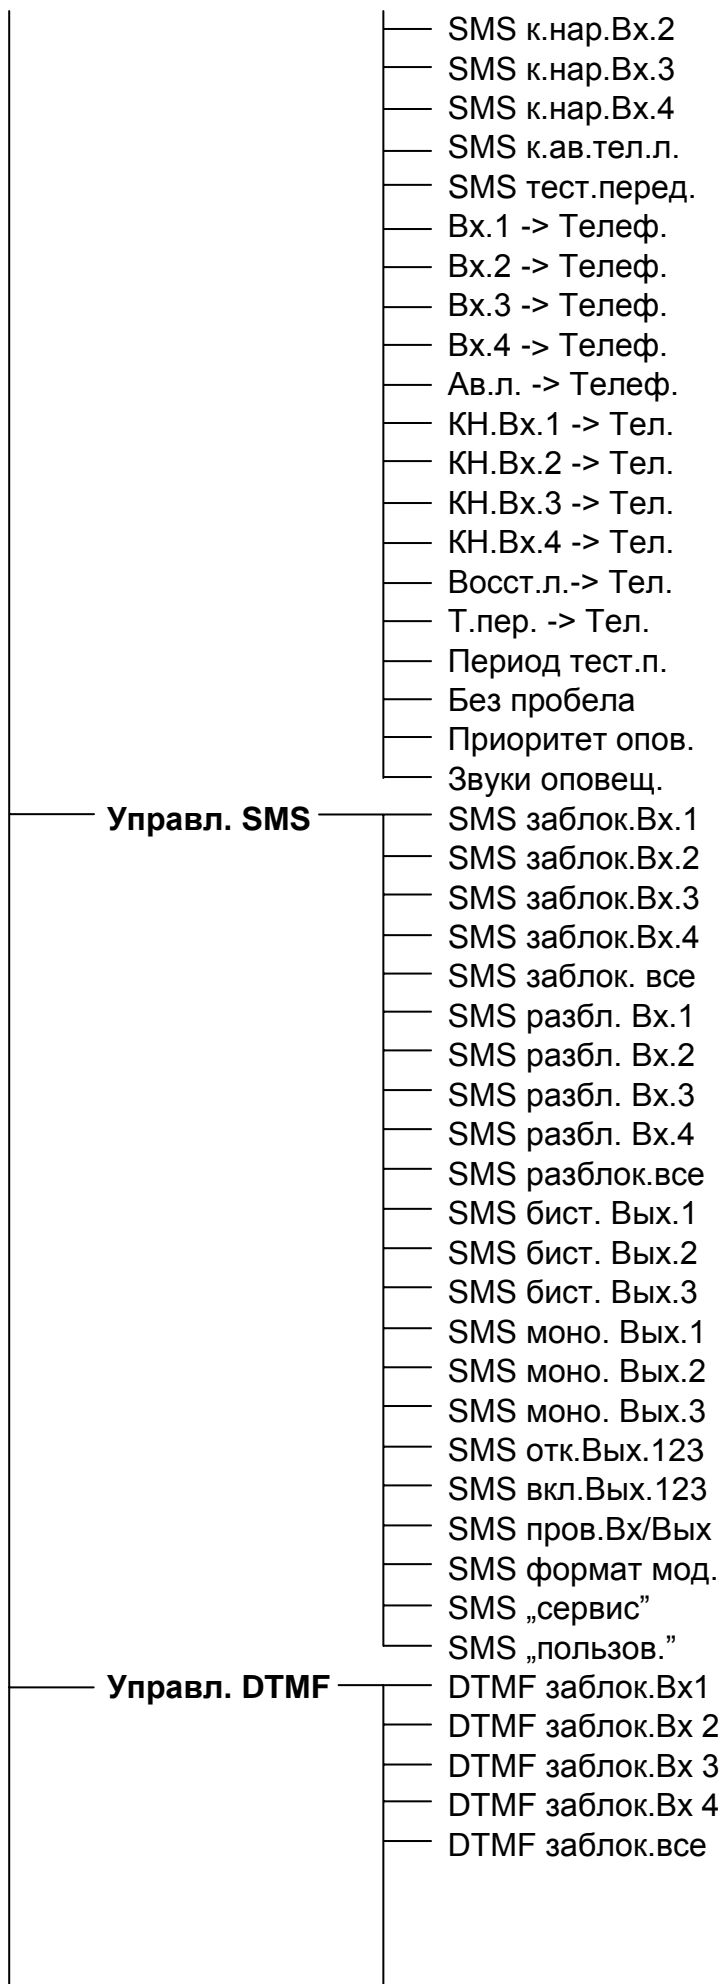 SMS к.нар.Вх.2
SMS к.нар.Вх.3
SMS к.нар.Вх.4
SMS к.ав.тел.л.
SMS тест.перед.
Вх.1 -> Телеф.
Вх.2 -> Телеф.
Вх.3 -> Телеф.
Вх.4 -> Телеф.
Ав.л. -> Телеф.
КН.Вх.1 -> Тел.
КН.Вх.2 -> Тел.
КН.Вх.3 -> Тел.
КН.Вх.4 -> Тел.
Восст.л.-> Тел.
Т.пер. -> Тел.
Период тест.п.
Без пробела
Приоритет опов.
Звуки оповещ.
Управл. SMS SMS заблок.Вх.1
SMS заблок.Вх.2
SMS заблок.Вх.3
SMS заблок.Вх.4
SMS заблок. все
SMS разбл. Вх.1
SMS разбл. Вх.2
SMS разбл. Вх.3
SMS разбл. Вх.4
SMS разблок.все
SMS бист. Вых.1
SMS бист. Вых.2
SMS бист. Вых.3
SMS моно. Вых.1
SMS моно. Вых.2
SMS моно. Вых.3
SMS отк.Вых.123
SMS вкл.Вых.123
SMS пров.Вх/Вых
SMS формат мод.
SMS „сервис”
SMS „пользов.”
Управл. DTMF DTMF заблок.Вх1
DTMF заблок.Вх 2
DTMF заблок.Вх 3
DTMF заблок.Вх 4
DTMF заблок.все